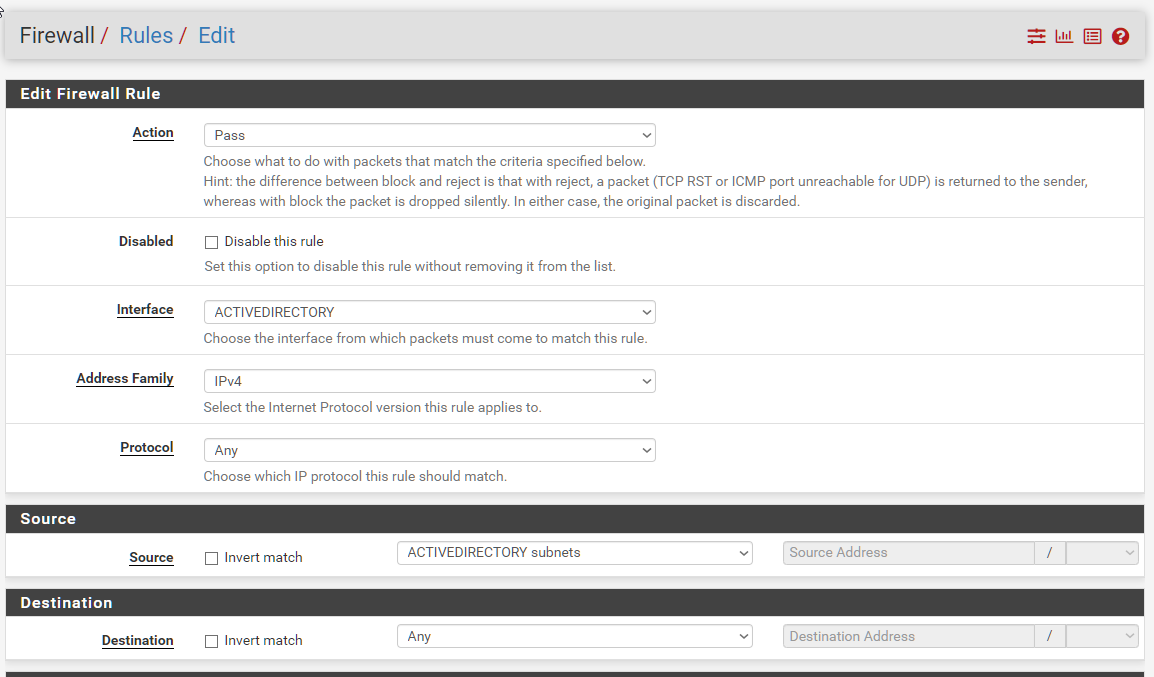 Firewall / Rules / Edit
Edit Firewall Rule
Action
Pass
Choose what to do with packets that match the criteria specified below.
Hint: the difference between block and reject is that with reject, a packet (TCP RST or ICMP port unreachable for UDP) is returned to the sender,
whereas with block the packet is dropped silently. In either case, the original packet is discarded.
Disabled
Disable this rule
Set this option to disable this rule without removing it from the list.
Interface
ACTIVEDIRECTORY
Choose the interface from which packets must come to match this rule.
Address Family
IPv4
Select the Internet Protocol version this rule applies to.
Protocol
Any
Choose which IP protocol this rule should match.
Source
Source
Invert match
ACTIVEDIRECTORY subnets
Source Address
/
Destination
Destination
Invert match
Any
Destination Address
/